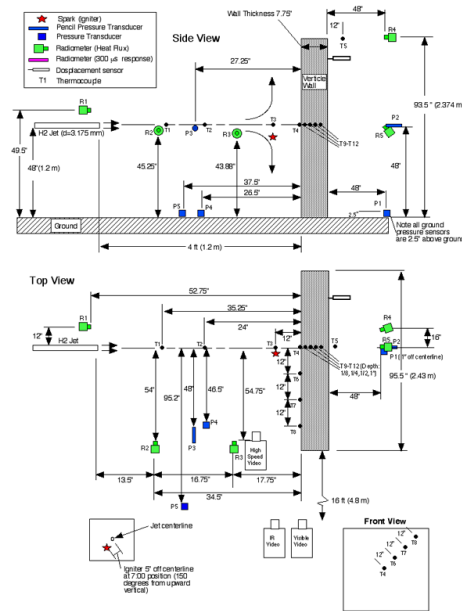 Spark (Igniter)
Pencil Pressure Transducer
Pressure Transducer
Radiometer (Heat Flux)
Radiometer (300 µs response)
Dosplacement sensor
T1 Thermocouple
Wall Thickness 7.75"
Side View
48"
12"
R4
T5
27.25"
Verticle
Wall
93.5 " (2.374 m)
R1
H2 Jet (d=3.175 mm)
R2
T1
P3
T2
R3
T3
T4
P2
R5
T9-T12
49.5"
48"(1.2 m)
45.25"
43.88"
48"
37.5"
26.5"
48"
P5
P4
P1
2.5"
Ground
Note all ground
pressure sensors
are 2.5" above ground
4 ft (1.2 m)
Top View
52.75"
R1
35.25"
24"
12"
R4
12"
H2 Jet
T1
T2
T3
T4
T5
R5
P2
16"
P1(.1" off centerline)
T9-T12 (Depth:
1/8, 1/4, 1/2, 1")
12"
T6
12"
T7
12"
T8
54"
95.2"
48"
46.5"
54.75"
48"
95.5 " (2.43 m)
P4
P3
R2
R3
High
Speed
Video
13.5"
16.75"
17.75"
34.5"
P5
16 ft (4.8 m)
Jet centerline
Igniter 5" off centerline
at 7:00 position (150
degrees from upward
vertical)
IR
Video
Visible
Video
Front View
12"
T8
12"
T7
12"
T6
T4